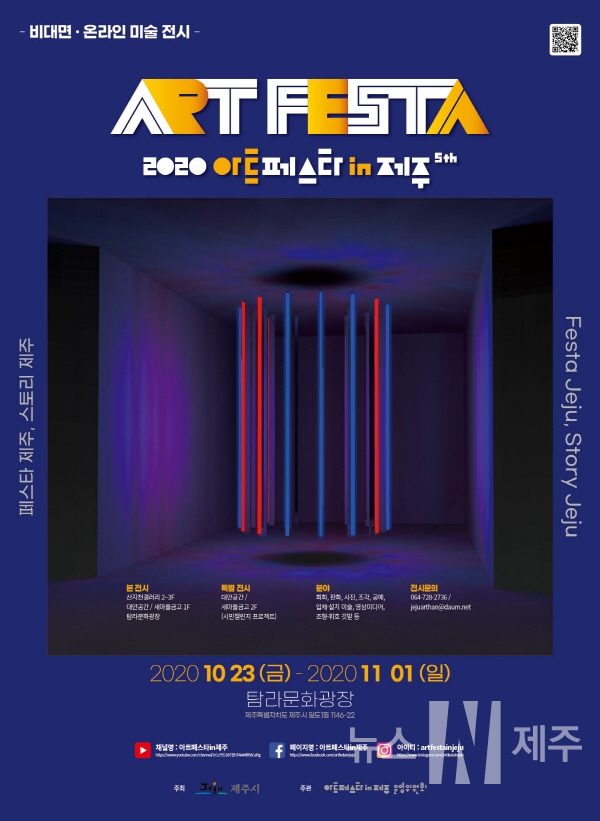 - 비대면 · 온라인 미술 전시 -
ART FESTA
2020 아트페스타 in 제주 5th
페스타 제주, 스토리 제주
Festa Jeju, Story Jeju
본 전시
산지천갤러리 2~3F
대안공간 / 새마을금고 1F
탐라문화광장
특별 전시
대안공간 /
새마을금고 2F
(시민챌린지 프로젝트)
분야
회화, 판화, 사진, 조각, 공예,
입체·설치 미술, 영상미디어,
조형·위호 깃발 등
전시문의
064-728-2736 /
jejuarthan@daum.net
2020 10 23 (금) - 2020 11 01 (일)
탐라문화광장
제주특별자치도 제주시 일도1동 1146-22
채널명 : 아트페스타in제주
페이지명 : 아트페스타in제주
아이디 : artfestainjeju
주최 Jeju 제주시
주관 아트페스타 in 제주 운영위원회
뉴스 N 제주